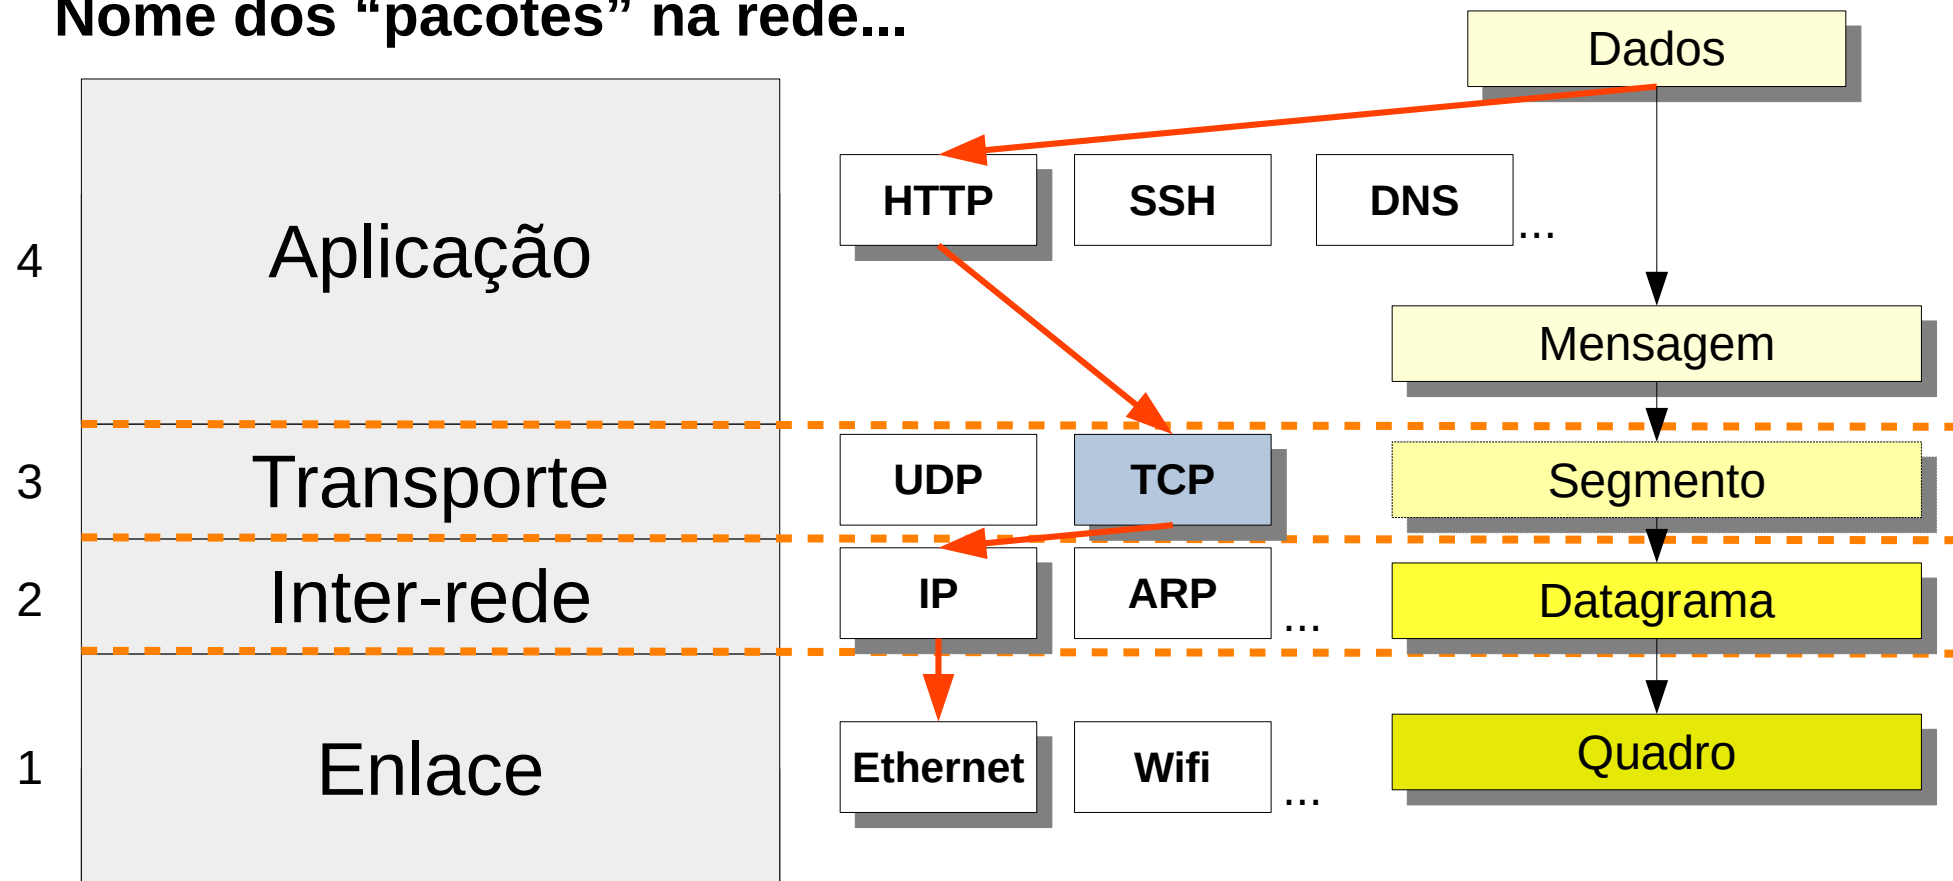 Nome dos “pacotes” na rede...
Dados
HTTP
SSH
DNS
...
4
Aplicação
Mensagem
3
Transporte
UDP
TCP
Segmento
2
Inter-rede
IP
ARP
...
Datagrama
1
Enlace
Ethernet
Wifi
...
Quadro